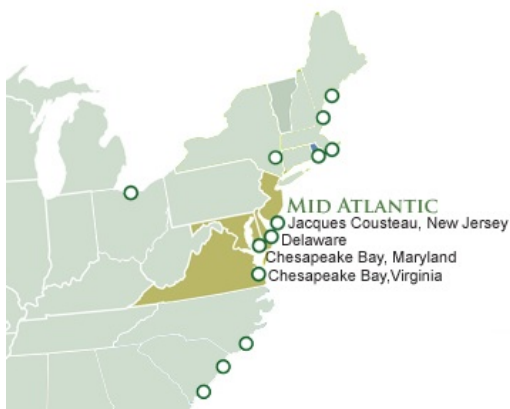 MID ATLANTIC
Jacques Cousteau, New Jersey
Delaware
Chesapeake Bay, Maryland
Chesapeake Bay,Virginia